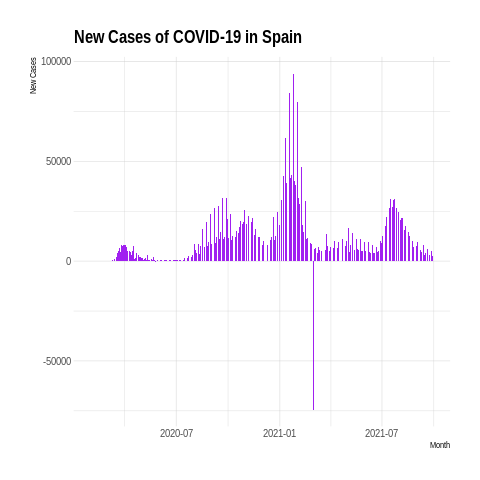 New Cases of COVID-19 in Spain
New Cases
100000
50000
0
-50000
2020-07
2021-01
2021-07
Month